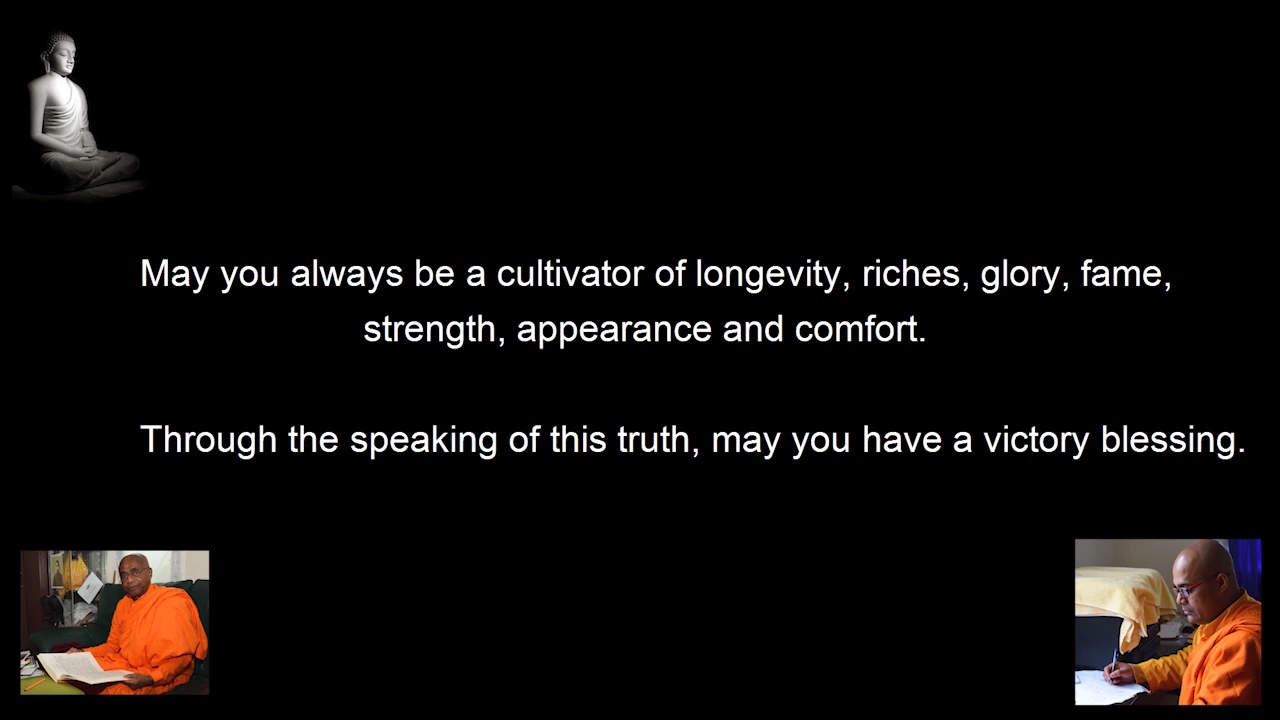 May you always be a cultivator of longevity, riches, glory, fame,
strength, appearance and comfort.
Through the speaking of this truth, may you have a victory blessing.